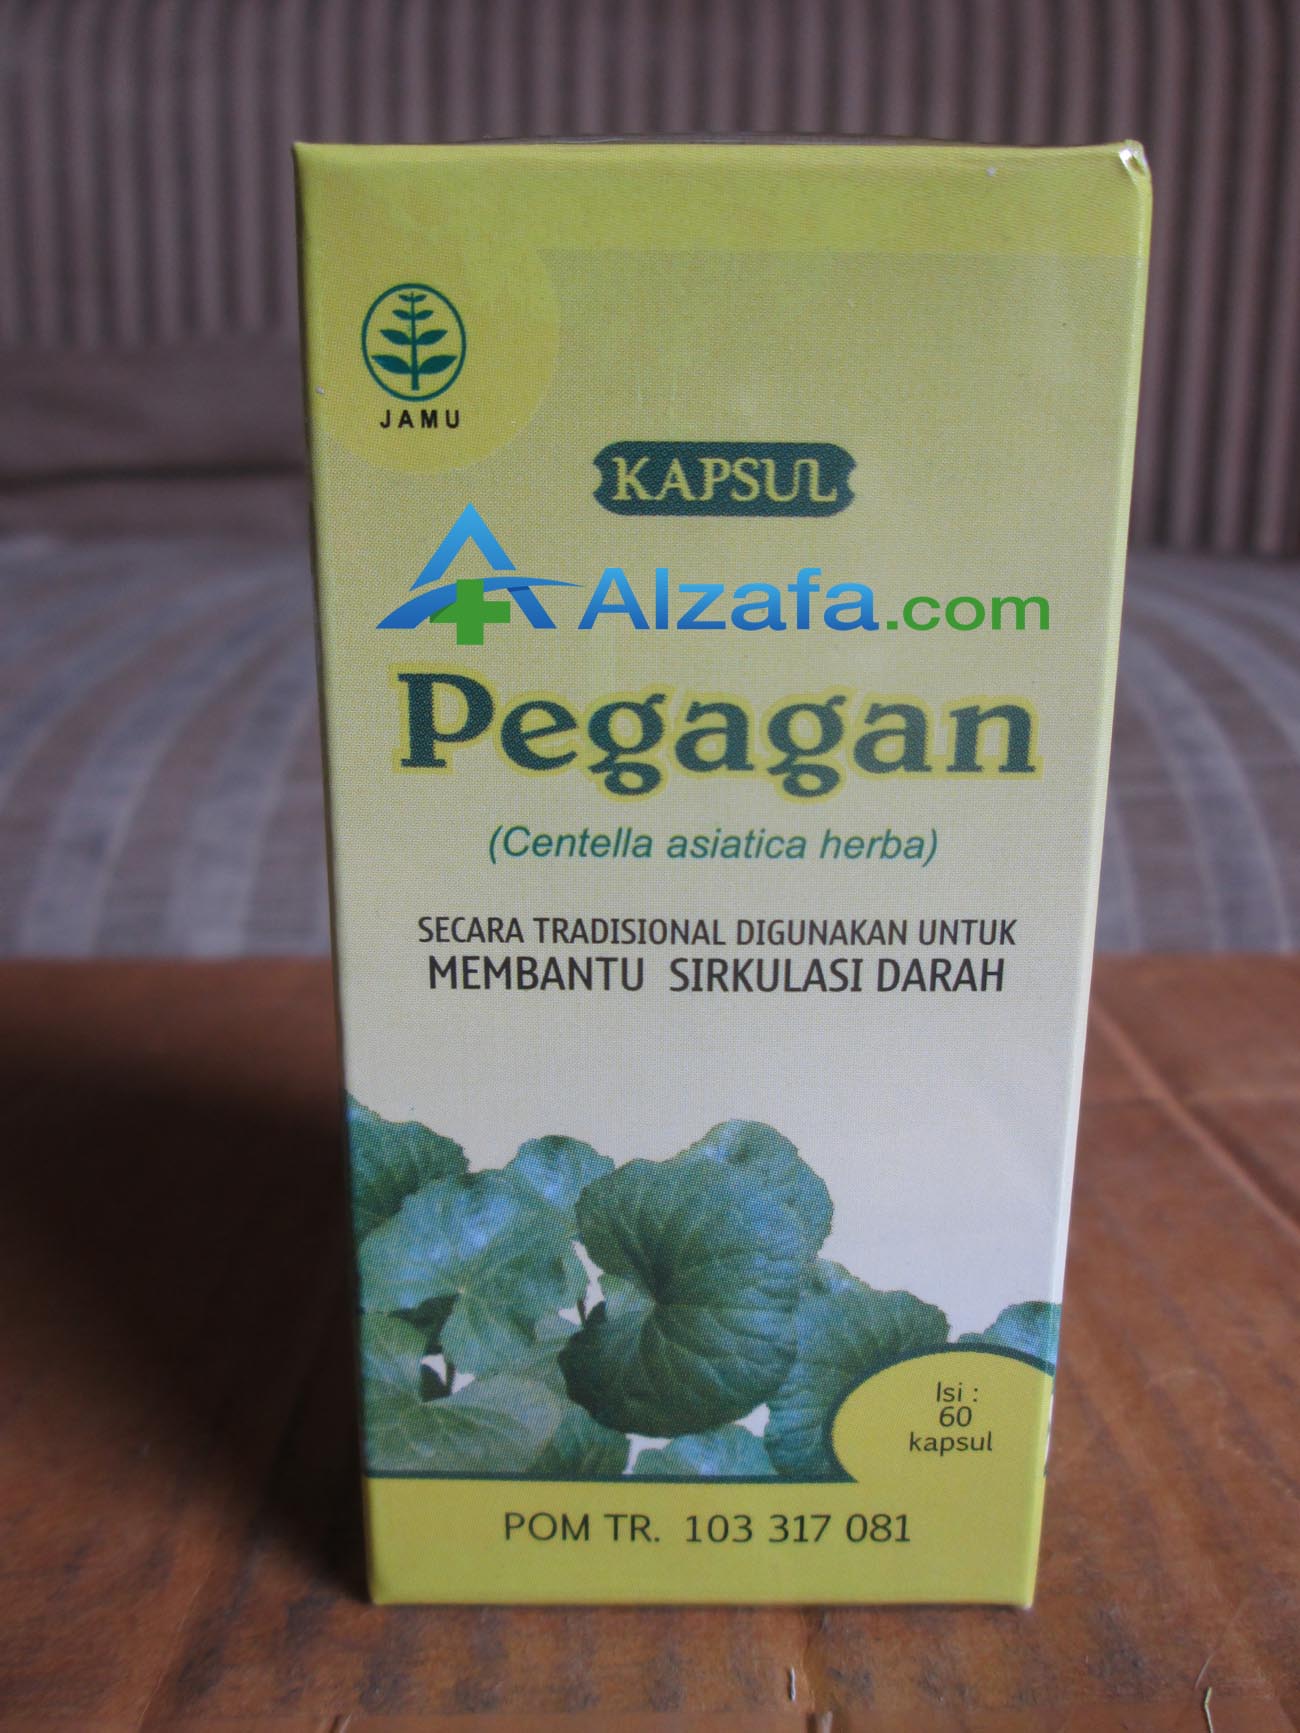 JAMU
KAPSUL
Alzafa.com
Pegagan
(Centella asiatica herba)
SECARA TRADISIONAL DIGUNAKAN UNTUK
MEMBANTU SIRKULASI DARAH
Isi :
60
kapsul
POM TR. 103 317 081